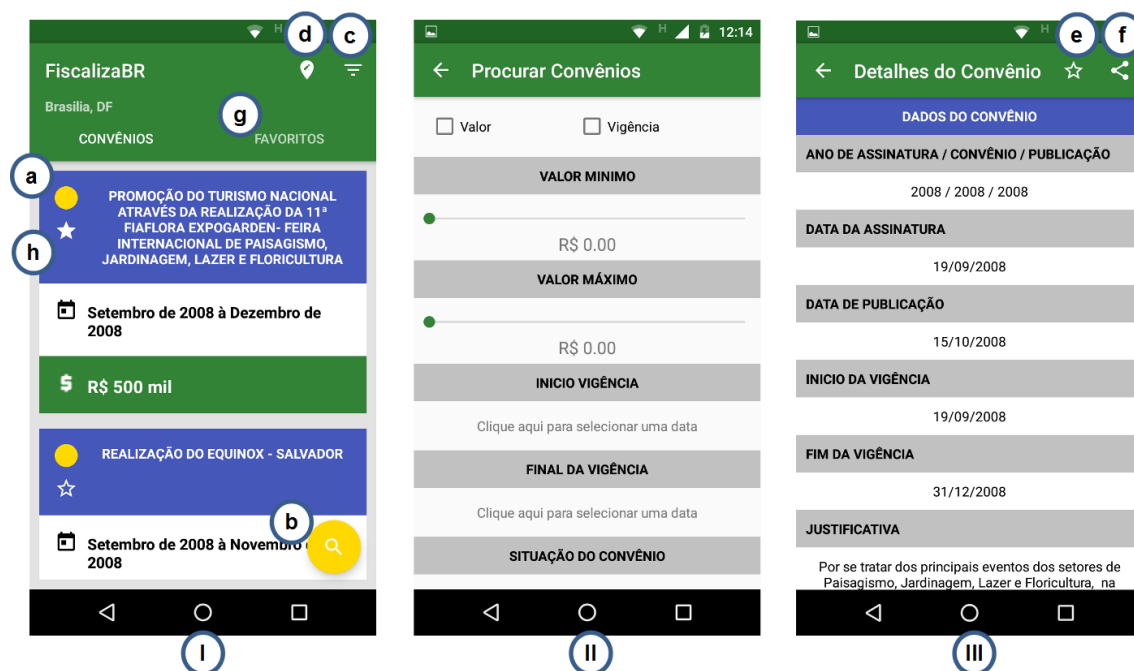 d
c
H
FiscalizaBR
Brasilia, DF
g
CONVÊNIOS
FAVORITOS
a
PROMOÇÃO DO TURISMO NACIONAL
ATRAVÉS DA REALIZAÇÃO DA 11ª
FIAFLORA EXPOGARDEN- FEIRA
INTERNACIONAL DE PAISAGISMO,
JARDINAGEM, LAZER E FLORICULTURA
h
Setembro de 2008 à Dezembro de
2008
$ R$ 500 mil
REALIZAÇÃO DO EQUINOX - SALVADOR
b
Setembro de 2008 à Novembro
2008
I
H 12:14
Procurar Convênios
Valor
Vigência
VALOR MINIMO
R$ 0.00
VALOR MÁXIMO
R$ 0.00
INICIO VIGÊNCIA
Clique aqui para selecionar uma data
FINAL DA VIGÊNCIA
Clique aqui para selecionar uma data
SITUAÇÃO DO CONVÊNIO
II
H
e
f
Detalhes do Convênio
DADOS DO CONVÊNIO
ANO DE ASSINATURA / CONVÊNIO / PUBLICAÇÃO
2008 / 2008 / 2008
DATA DA ASSINATURA
19/09/2008
DATA DE PUBLICAÇÃO
15/10/2008
INICIO DA VIGÊNCIA
19/09/2008
FIM DA VIGÊNCIA
31/12/2008
JUSTIFICATIVA
Por se tratar dos principais eventos dos setores de
Paisagismo, Jardinagem, Lazer e Floricultura, na
III